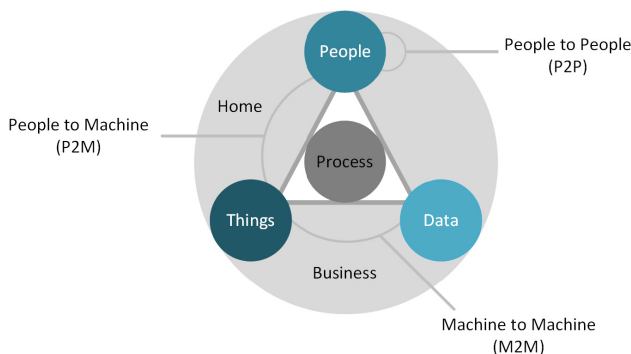 People
People to People
(P2P)
Home
People to Machine
(P2M)
Process
Things
Data
Business
Machine to Machine
(M2M)